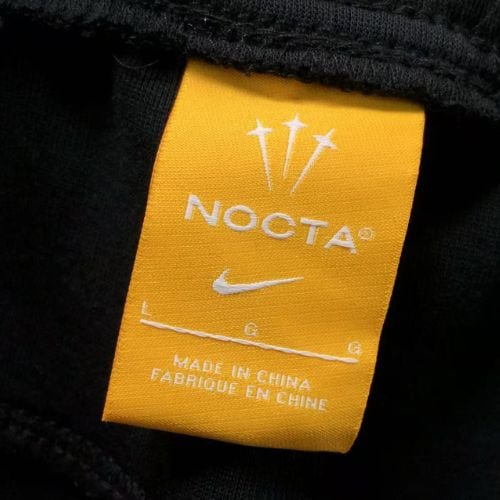 NOCTA®
L G G
MADE IN CHINA
FABRIQUE EN CHINE